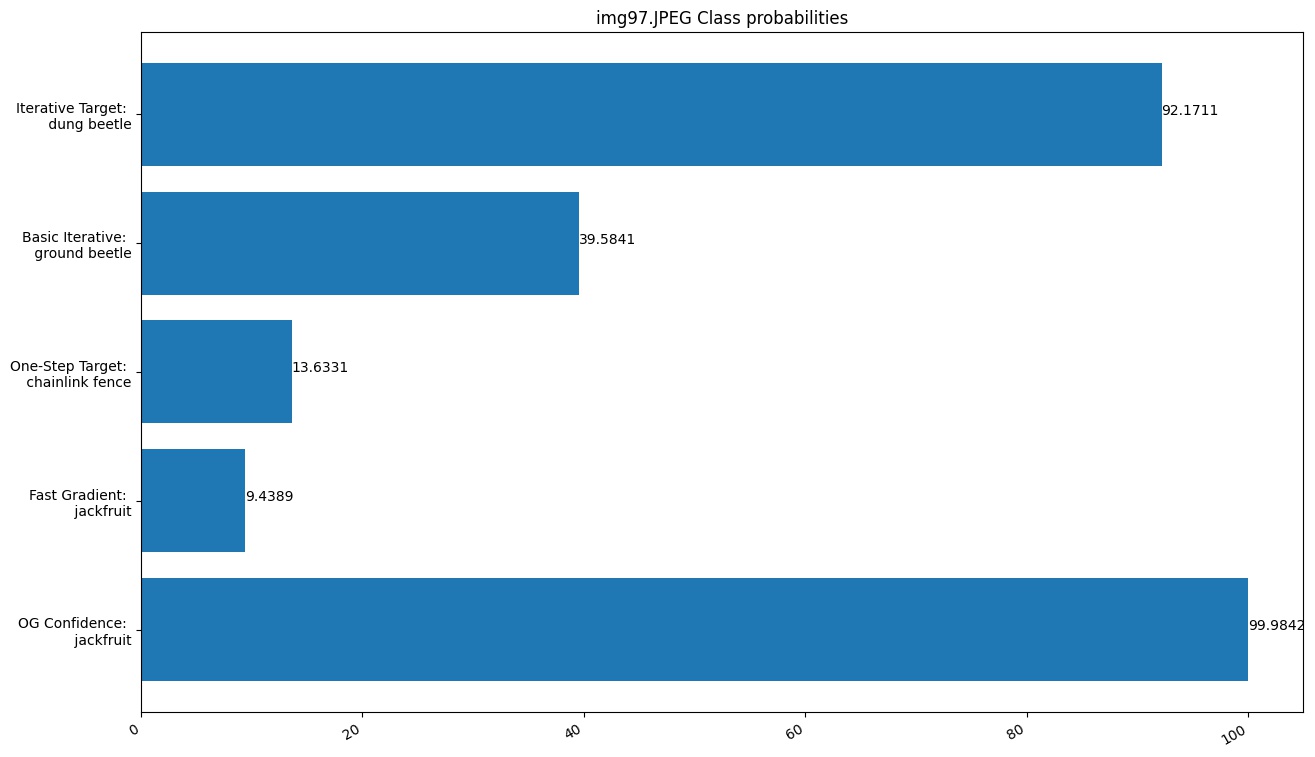 img97.JPEG Class probabilities
Iterative Target:
dung beetle
92.1711
Basic Iterative:
ground beetle
39.5841
One-Step Target:
chainlink fence
13.6331
Fast Gradient:
jackfruit
9.4389
OG Confidence:
jackfruit
99.9842
0 20 40 60 80 100